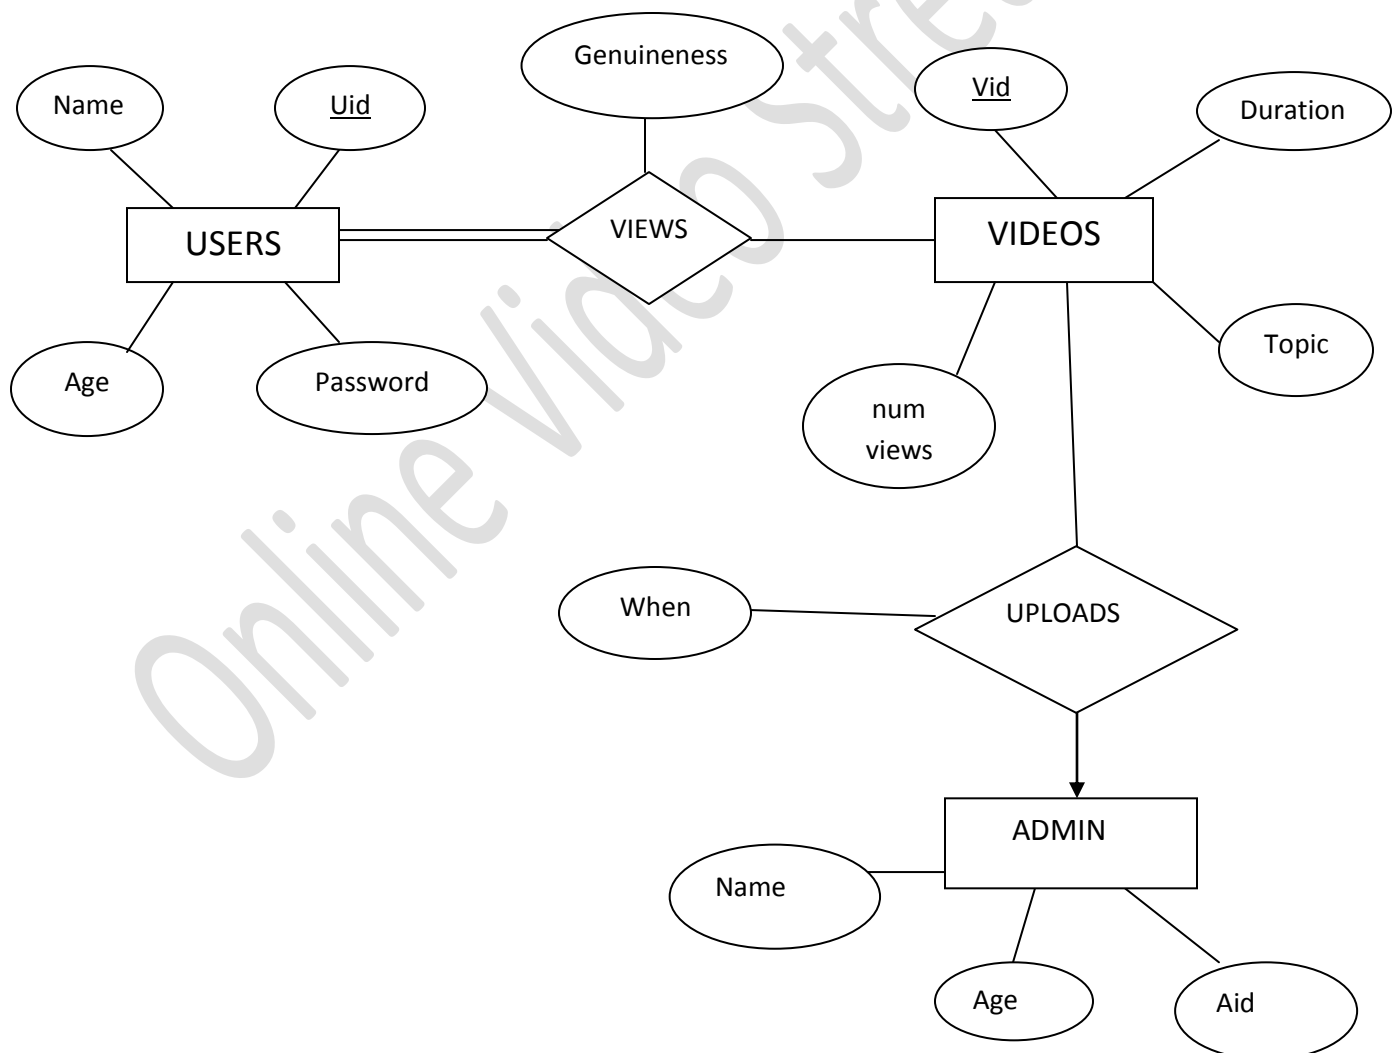 Genuineness
Name
Uid
Vid
Duration
USERS
VIEWS
VIDEOS
Age
Password
num
views
Topic
When
UPLOADS
ADMIN
Name
Age
Aid
Online Video Stre